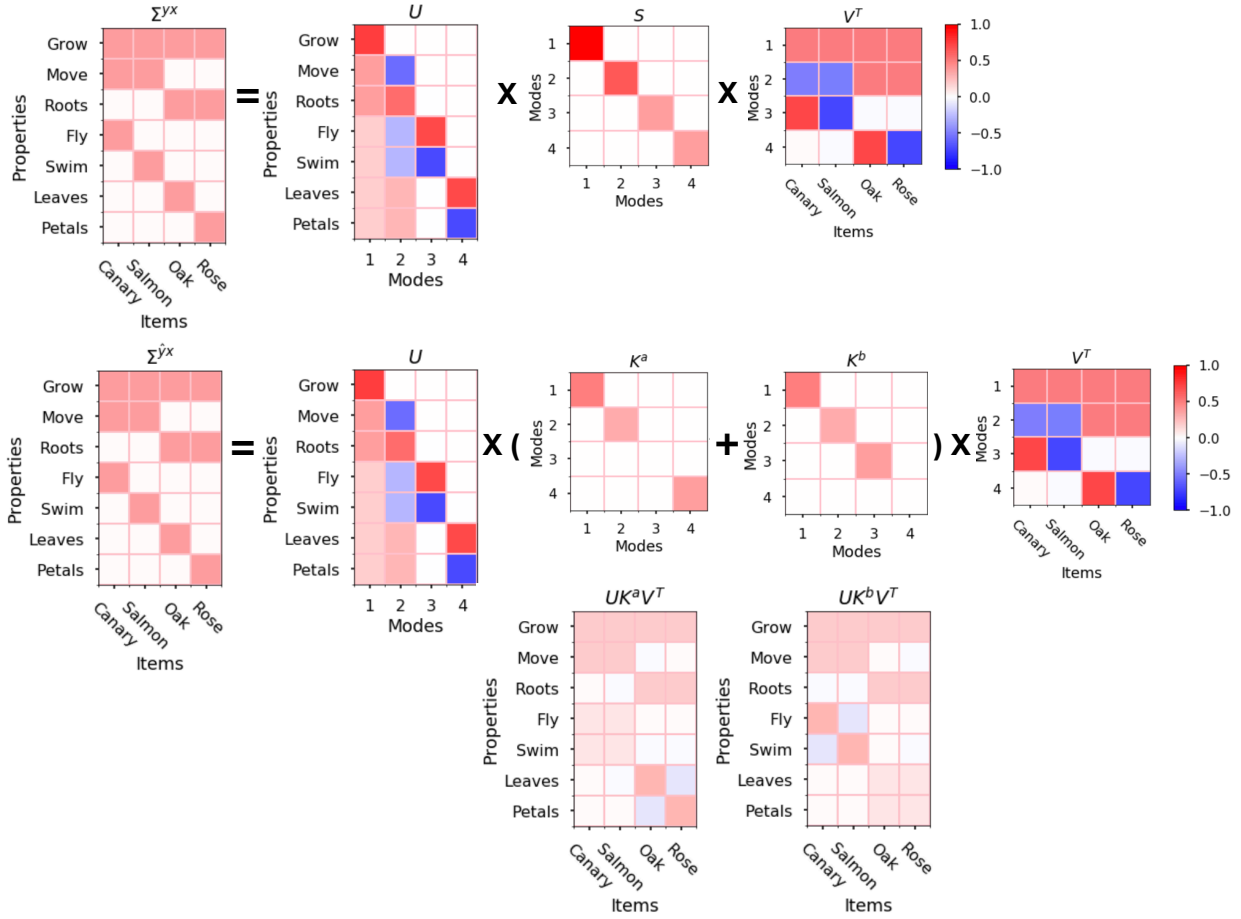 Σ^{yx}
U
S
V^T
Properties
Grow
Move
Roots
Fly
Swim
Leaves
Petals
Canary
Salmon
Oak
Rose
Items
=
Properties
Grow
Move
Roots
Fly
Swim
Leaves
Petals
1 2 3 4
Modes
X
Modes
1
2
3
4
1 2 3 4
Modes
X
Modes
1
2
3
4
Canary
Salmon
Oak
Rose
Items
1.0
0.5
0.0
−0.5
−1.0
Σ^{ŷx}
U
K^a
K^b
V^T
Properties
Grow
Move
Roots
Fly
Swim
Leaves
Petals
Canary
Salmon
Oak
Rose
Items
=
Properties
Grow
Move
Roots
Fly
Swim
Leaves
Petals
1 2 3 4
Modes
X (
Modes
1
2
3
4
1 2 3 4
Modes
+
Modes
1
2
3
4
1 2 3 4
Modes
) X
Modes
1
2
3
4
Canary
Salmon
Oak
Rose
Items
1.0
0.5
0.0
−0.5
−1.0
UK^aV^T
Properties
Grow
Move
Roots
Fly
Swim
Leaves
Petals
Canary
Salmon
Oak
Rose
Items
UK^bV^T
Properties
Grow
Move
Roots
Fly
Swim
Leaves
Petals
Canary
Salmon
Oak
Rose
Items